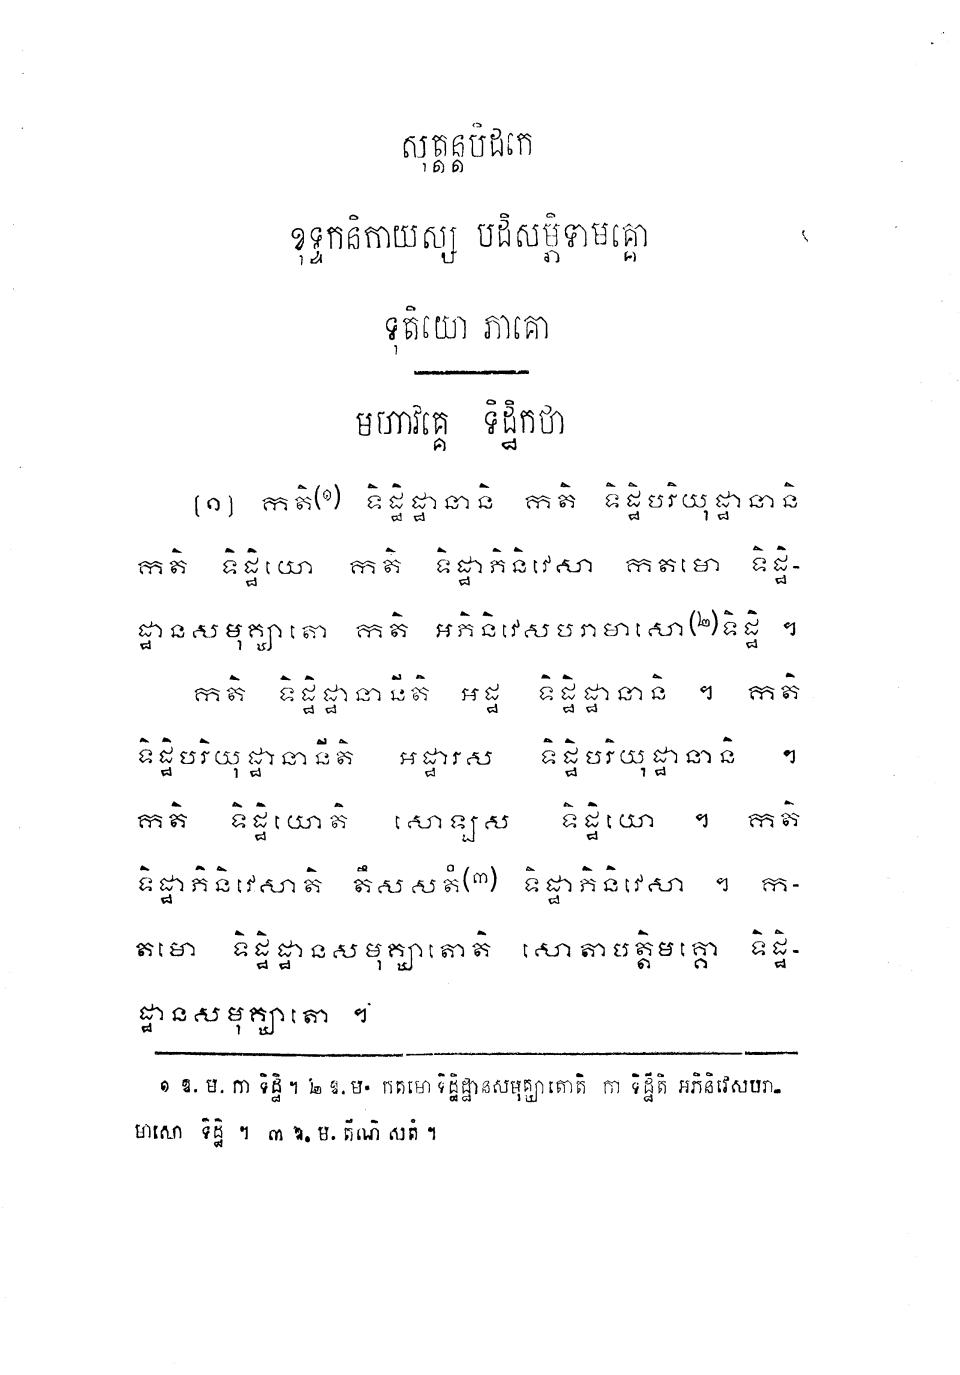 សុត្តន្តបិដកេ
ខុទ្ទកនិកាយស្ស បដិសម្ភិទាមគ្គោ
ទុតិយោ ភាគោ
មហាវគ្គេ ទិដ្ឋិកថា
[១] កតិ(១) ទិដ្ឋិដ្ឋានានិ កតិ ទិដ្ឋិបរិយុដ្ឋានានិ
កតិ ទិដ្ឋិយោ កតិ ទិដ្ឋាភិនិវេសា កតមោ ទិដ្ឋិ-
ដ្ឋានសមុគ្ឃាតោ កតិ អភិនិវេសបរាមាសោ(២)ទិដ្ឋិ ។
កតិ ទិដ្ឋិដ្ឋានានីតិ អដ្ឋ ទិដ្ឋិដ្ឋានានិ ។ កតិ
ទិដ្ឋិបរិយុដ្ឋានានីតិ អដ្ឋារស ទិដ្ឋិបរិយុដ្ឋានានិ ។
កតិ ទិដ្ឋិយោតិ សោឡស ទិដ្ឋិយោ ។ កតិ
ទិដ្ឋាភិនិវេសាតិ តឹសសតំ(៣) ទិដ្ឋាភិនិវេសា ។ ក-
តមោ ទិដ្ឋិដ្ឋានសមុគ្ឃាតោតិ សោតាបត្តិមគ្គោ ទិដ្ឋិ-
ដ្ឋានសមុគ្ឃាតោ ។
១ ឱ. ម. កា ទិដ្ឋិ ។ ២ ឱ. ម. កតមោ ទិដ្ឋិដ្ឋានសមុគ្ឃាតោតិ កា ទិដ្ឋីតិ អភិនិវេសបរា-
មាសោ ទិដ្ឋិ ។ ៣ ឱ. ម. តីណិ សតំ ។